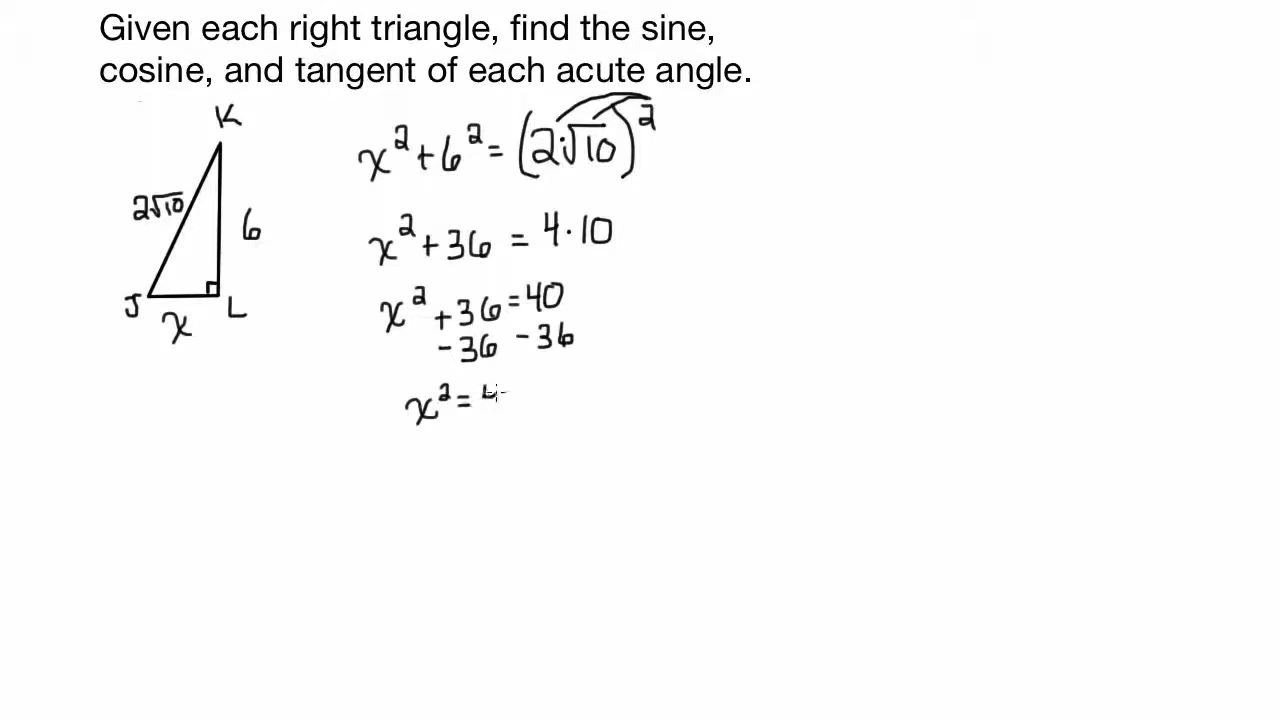 Given each right triangle, find the sine,
cosine, and tangent of each acute angle.
K
2√10
6
J
L
x
x² + 6² = (2·√10)²
x² + 36 = 4·10
x² + 36 = 40
- 36 - 36
x² = 4